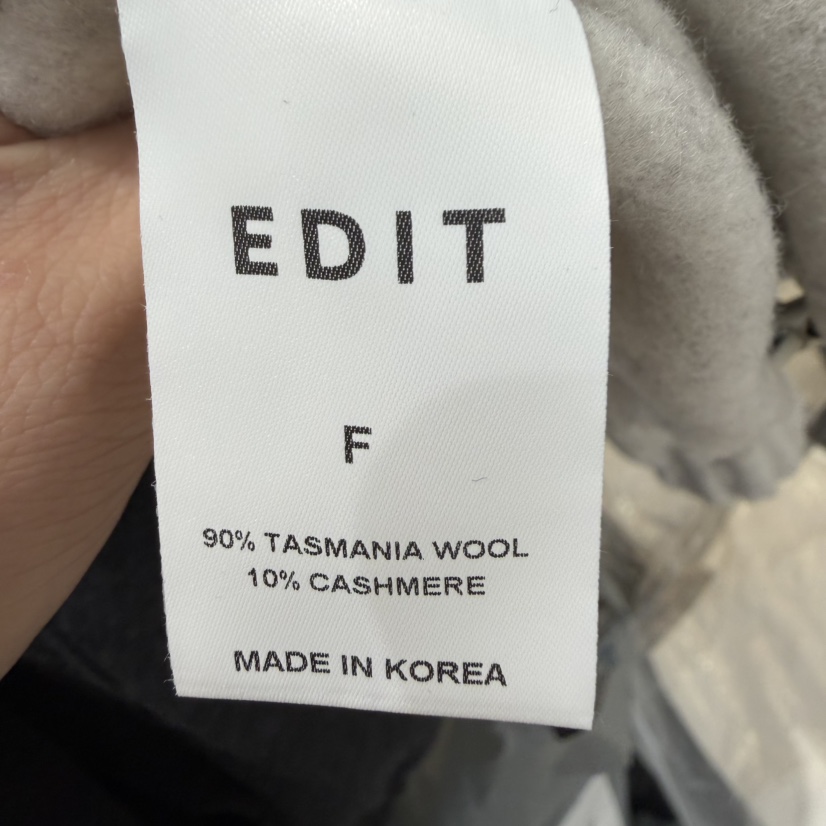 EDIT
F
90% TASMANIA WOOL
10% CASHMERE
MADE IN KOREA